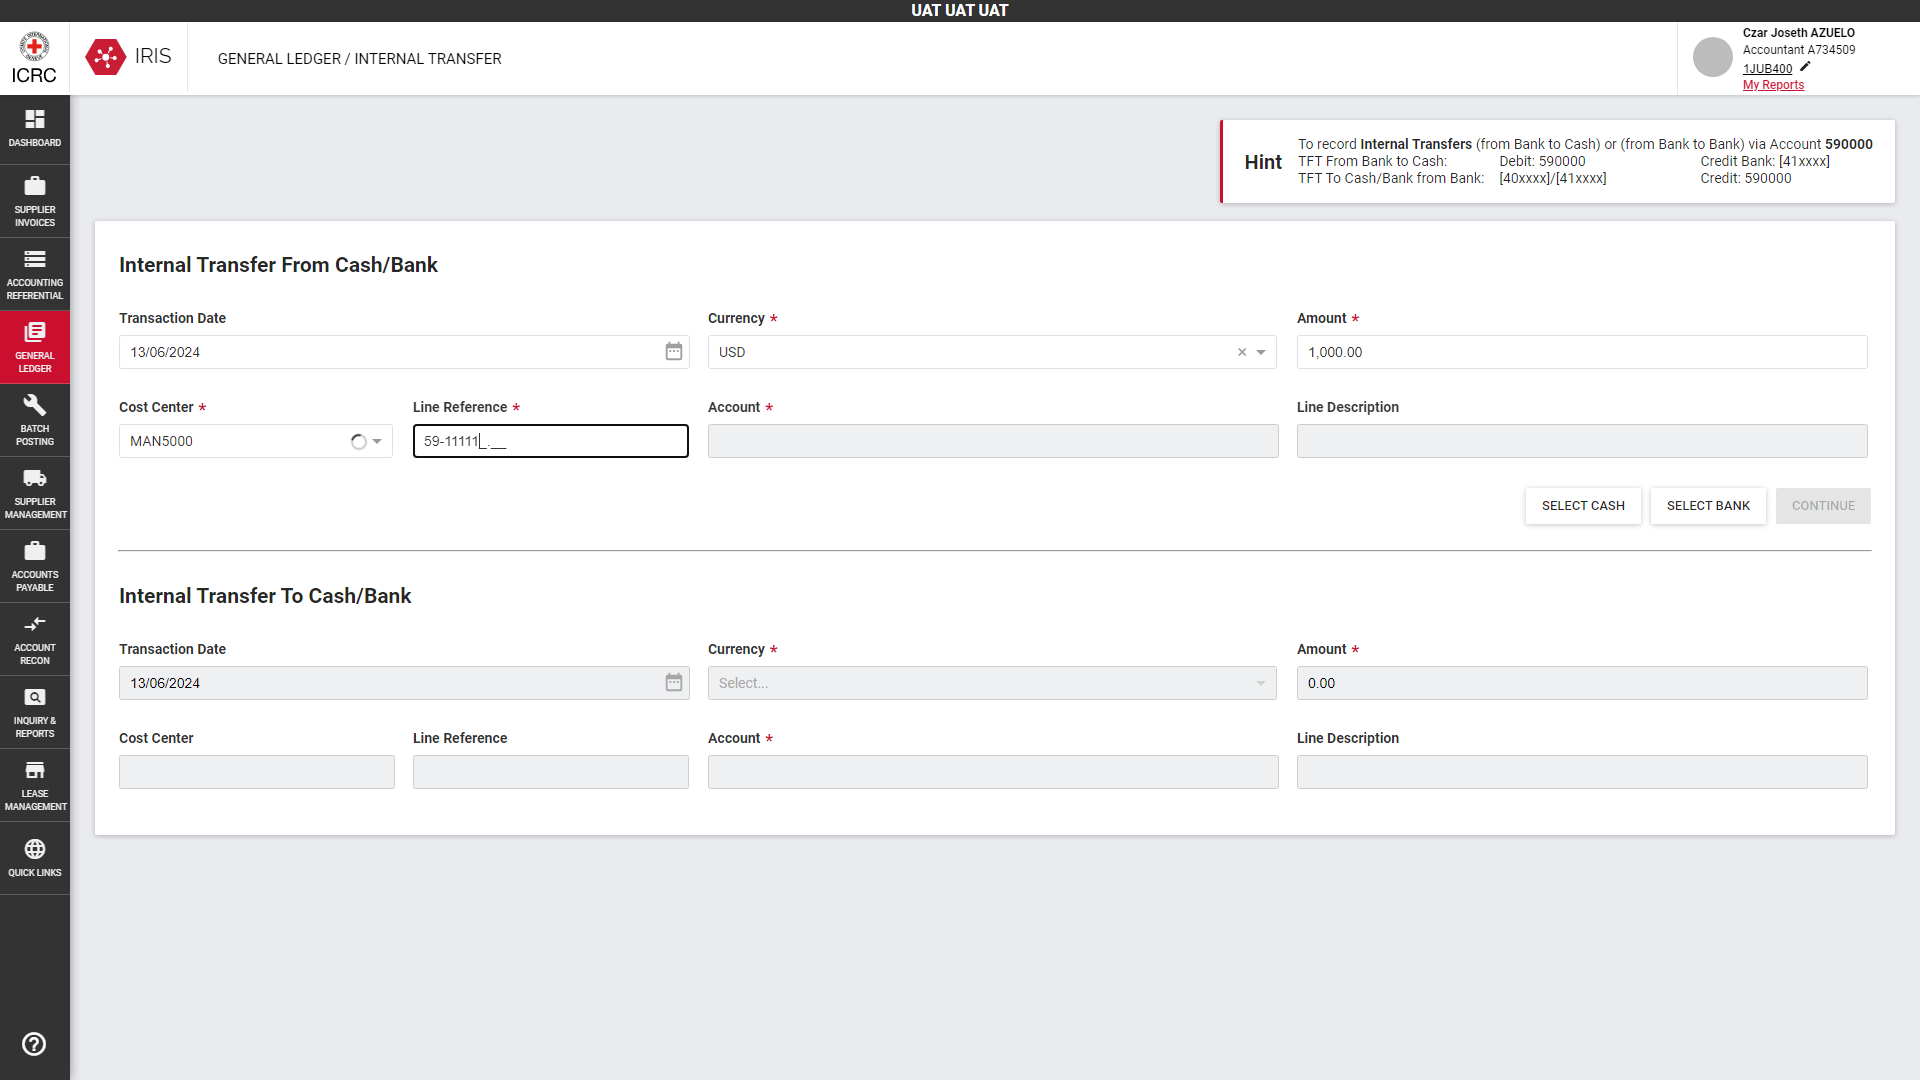 UAT UAT UAT
ICRC
IRIS
GENERAL LEDGER / INTERNAL TRANSFER
Czar Joseth AZUELO
Accountant A734509
1JUB400
My Reports
DASHBOARD
SUPPLIER
INVOICES
ACCOUNTING
REFERENTIAL
GENERAL
LEDGER
BATCH
POSTING
SUPPLIER
MANAGEMENT
ACCOUNTS
PAYABLE
ACCOUNT
RECON
INQUIRY &
REPORTS
LEASE
MANAGEMENT
QUICK LINKS
Hint
To record Internal Transfers (from Bank to Cash) or (from Bank to Bank) via Account 590000
TFT From Bank to Cash: Debit: 590000 Credit Bank: [41xxxx]
TFT To Cash/Bank from Bank: [40xxxx]/[41xxxx] Credit: 590000
Internal Transfer From Cash/Bank
Transaction Date Currency * Amount *
13/06/2024 USD 1,000.00
Cost Center * Line Reference * Account * Line Description
MAN5000 59-11111_.__
SELECT CASH SELECT BANK CONTINUE
Internal Transfer To Cash/Bank
Transaction Date Currency * Amount *
13/06/2024 Select... 0.00
Cost Center Line Reference Account * Line Description